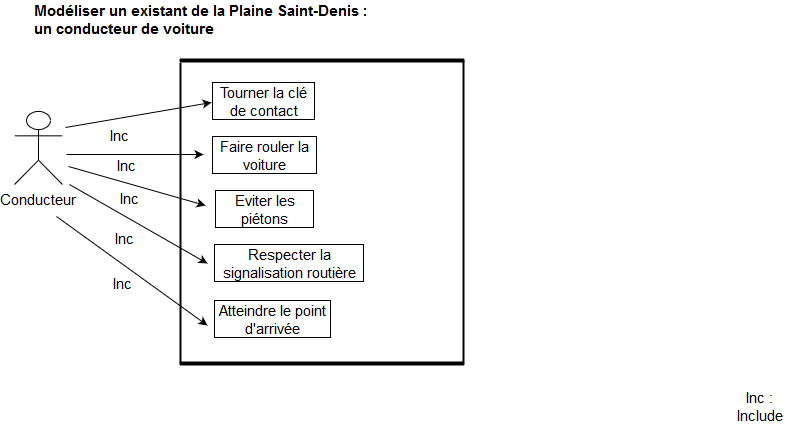 Modéliser un existant de la Plaine Saint-Denis :
un conducteur de voiture
Tourner la clé
de contact
Inc
Faire rouler la
voiture
Inc
Conducteur
Eviter les
piétons
Inc
Respecter la
signalisation routière
Inc
Atteindre le point
d'arrivée
Inc
Inc :
Include